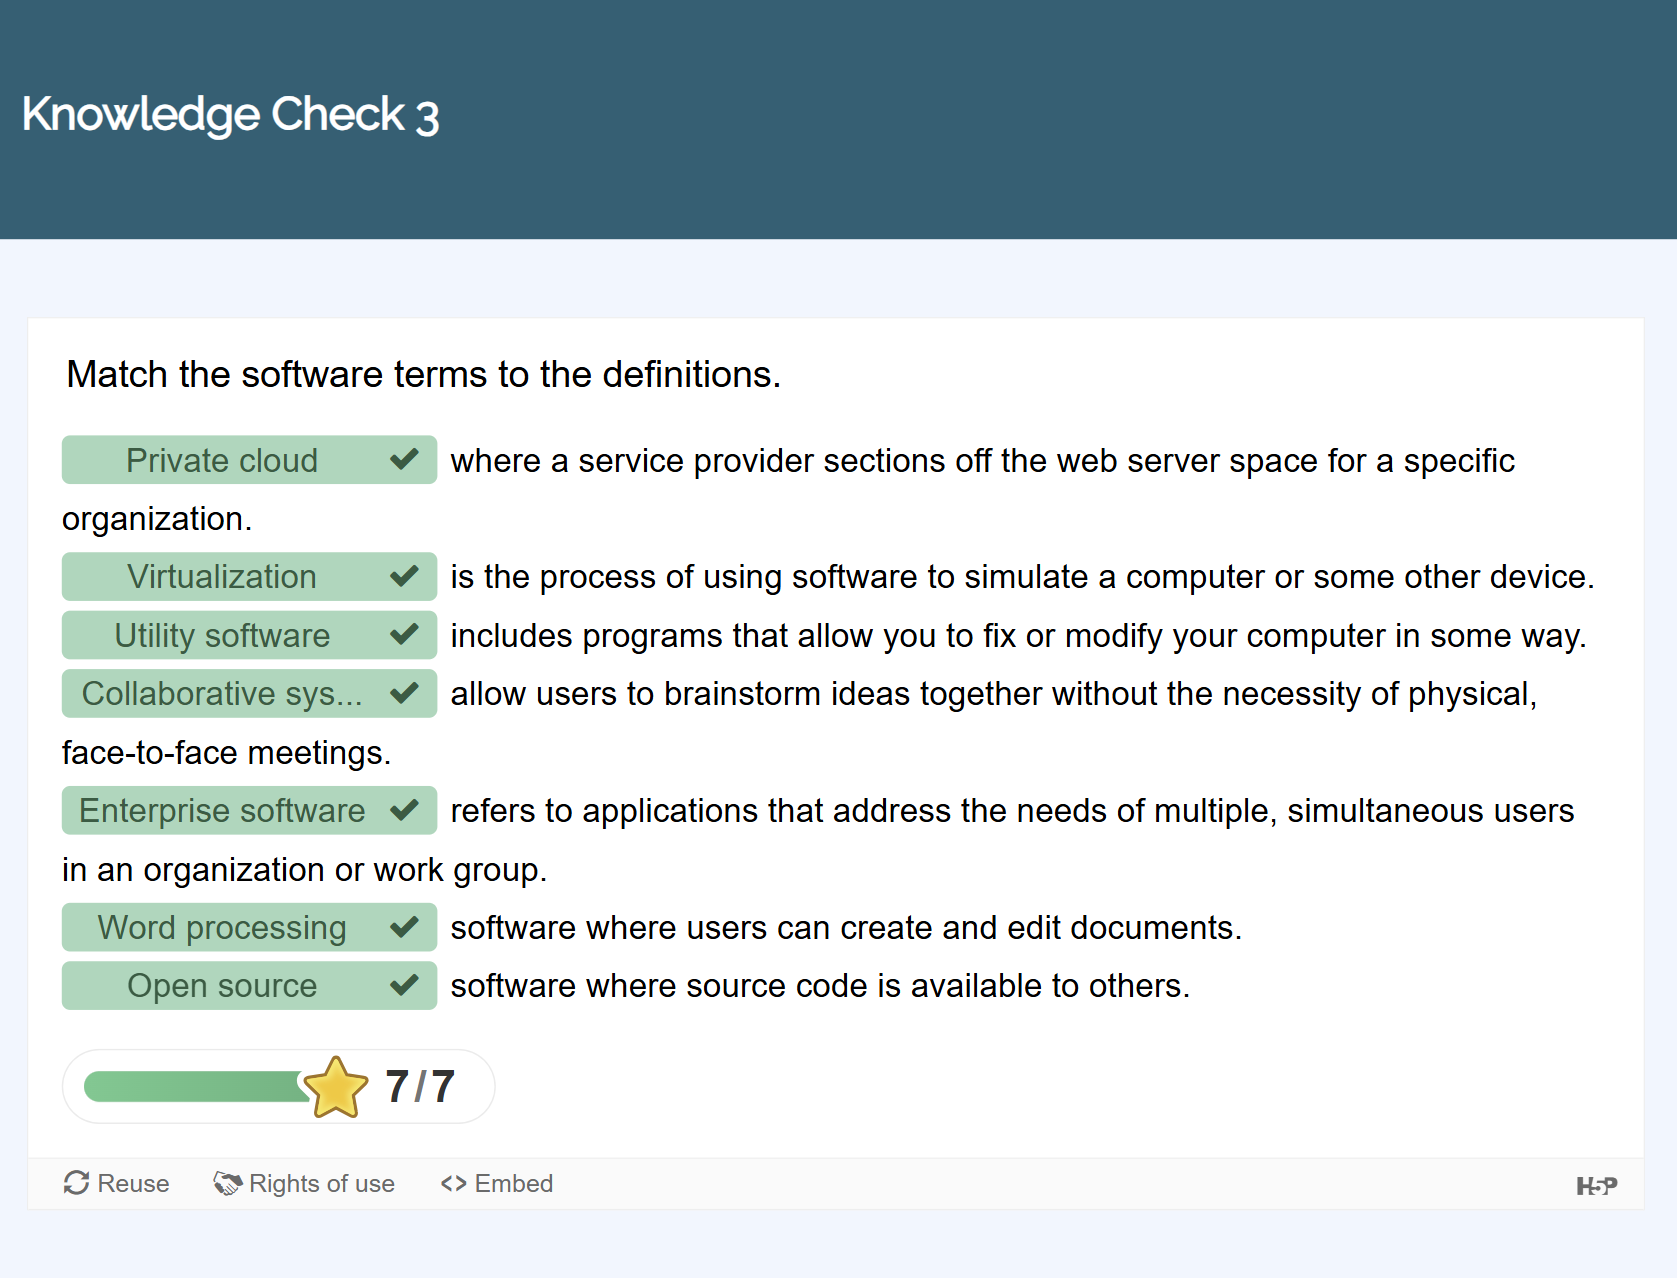 Knowledge Check 3
Match the software terms to the definitions.
Private cloud where a service provider sections off the web server space for a specific
organization.
Virtualization is the process of using software to simulate a computer or some other device.
Utility software includes programs that allow you to fix or modify your computer in some way.
Collaborative sys... allow users to brainstorm ideas together without the necessity of physical,
face-to-face meetings.
Enterprise software refers to applications that address the needs of multiple, simultaneous users
in an organization or work group.
Word processing software where users can create and edit documents.
Open source software where source code is available to others.
7/7
Reuse Rights of use <> Embed H5P